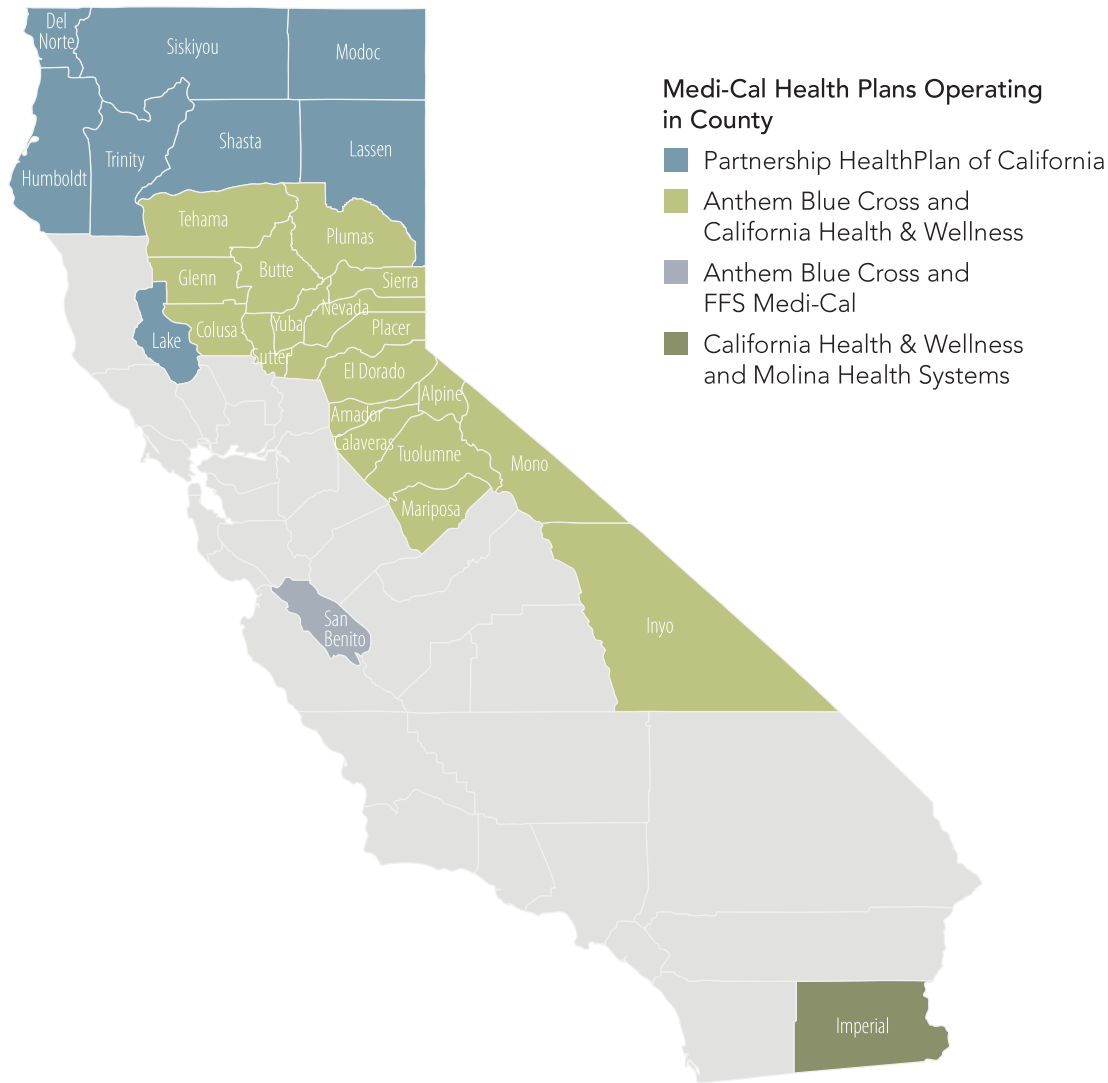 Del
Norte
Siskiyou
Modoc
Humboldt
Trinity
Shasta
Lassen
Tehama
Plumas
Glenn
Butte
Sierra
Nevada
Colusa
Yuba
Placer
Lake
Sutter
El Dorado
Alpine
Amador
Calaveras
Tuolumne
Mono
Mariposa
Inyo
San
Benito
Imperial
Medi-Cal Health Plans Operating
in County
Partnership HealthPlan of California
Anthem Blue Cross and
California Health & Wellness
Anthem Blue Cross and
FFS Medi-Cal
California Health & Wellness
and Molina Health Systems